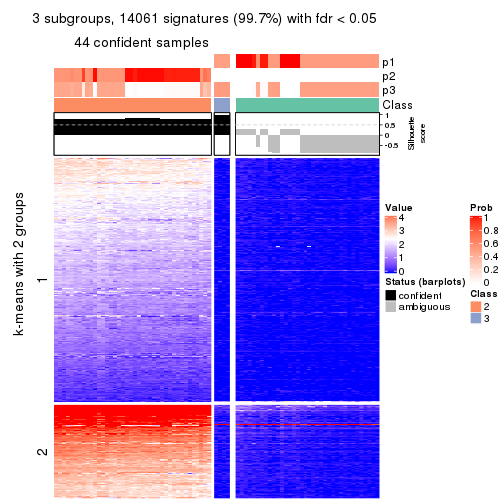 3 subgroups, 14061 signatures (99.7%) with fdr < 0.05
44 confident samples
p1
p2
p3
Class
1
0.5
0
-0.5
Silhouette
score
k-means with 2 groups
1
2
Value
4
3
2
1
0
Prob
1
0.8
0.6
0.4
0.2
0
Status (barplots)
confident
ambiguous
Class
2
3